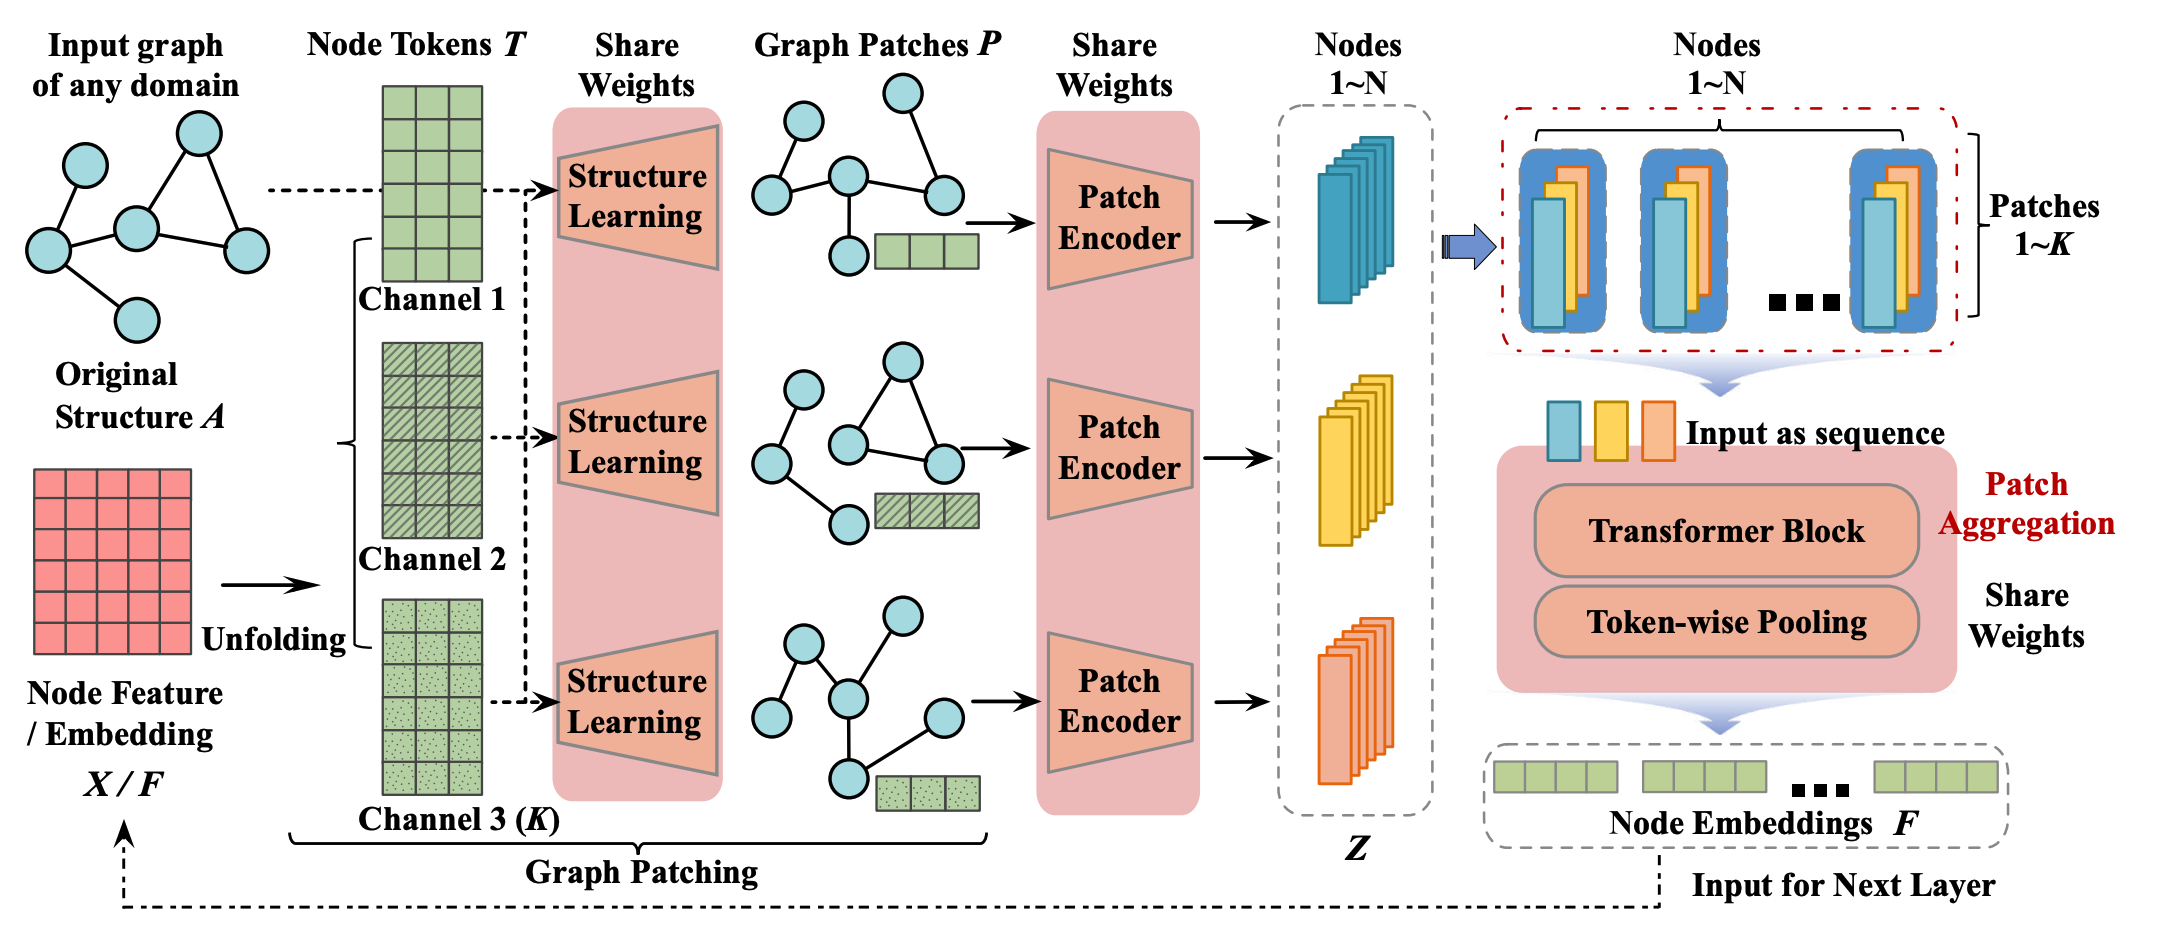 Input graph
of any domain
Original
Structure A
Node Feature
/ Embedding
X / F
Unfolding
Node Tokens T
Channel 1
Channel 2
Channel 3 (K)
Share
Weights
Structure
Learning
Structure
Learning
Structure
Learning
Graph Patches P
Graph Patching
Share
Weights
Patch
Encoder
Patch
Encoder
Patch
Encoder
Nodes
1~N
Z
Nodes
1~N
Patches
1~K
Input as sequence
Transformer Block
Token-wise Pooling
Patch
Aggregation
Share
Weights
Node Embeddings F
Input for Next Layer